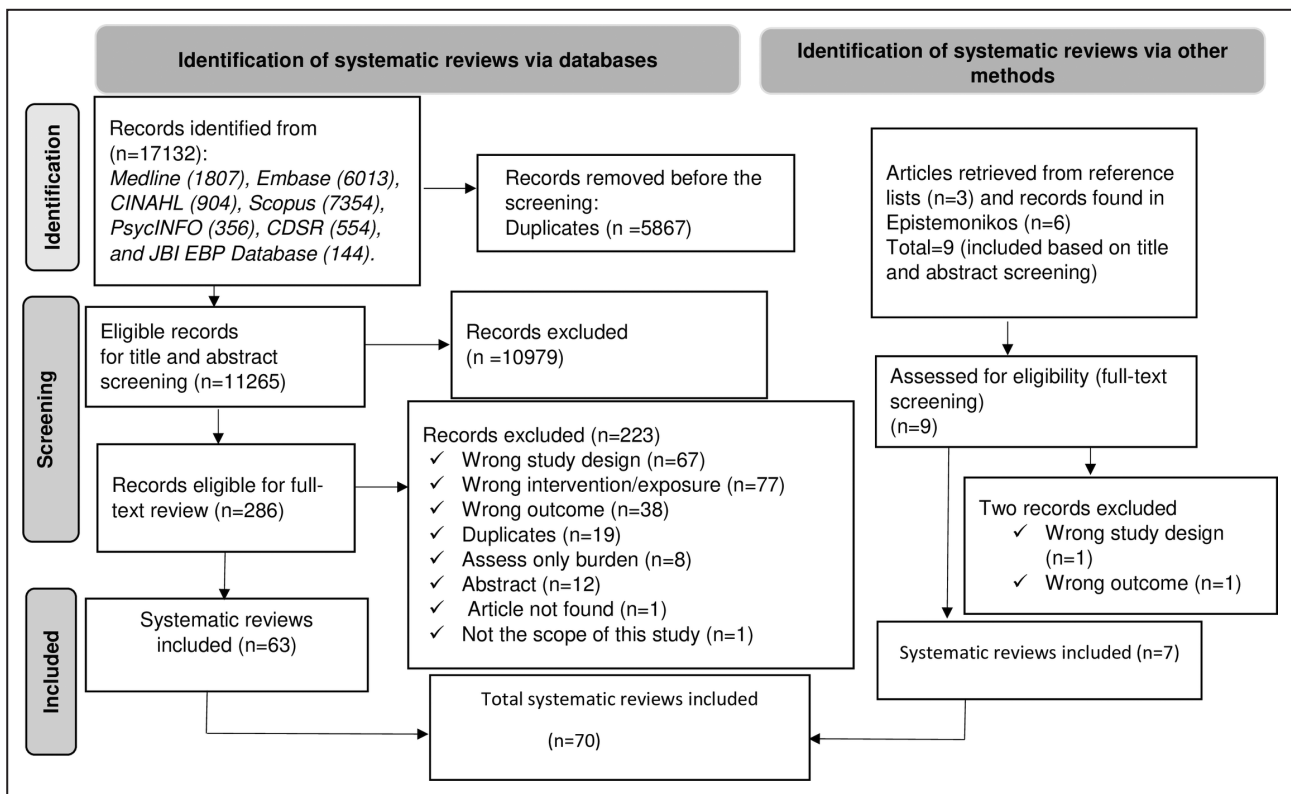 Identification of systematic reviews via databases
Identification of systematic reviews via other
methods
Identification
Records identified from
(n=17132):
Medline (1807), Embase (6013),
CINAHL (904), Scopus (7354),
PsycINFO (356), CDSR (554),
and JBI EBP Database (144).
Records removed before the
screening:
Duplicates (n =5867)
Articles retrieved from reference
lists (n=3) and records found in
Epistemonikos (n=6)
Total=9 (included based on title
and abstract screening)
Screening
Eligible records
for title and abstract
screening (n=11265)
Records excluded
(n =10979)
Assessed for eligibility (full-text
screening)
(n=9)
Records eligible for full-
text review (n=286)
Records excluded (n=223)
✓ Wrong study design (n=67)
✓ Wrong intervention/exposure (n=77)
✓ Wrong outcome (n=38)
✓ Duplicates (n=19)
✓ Assess only burden (n=8)
✓ Abstract (n=12)
✓ Article not found (n=1)
✓ Not the scope of this study (n=1)
Two records excluded
✓ Wrong study design
(n=1)
✓ Wrong outcome (n=1)
Included
Systematic reviews
included (n=63)
Systematic reviews included (n=7)
Total systematic reviews included
(n=70)